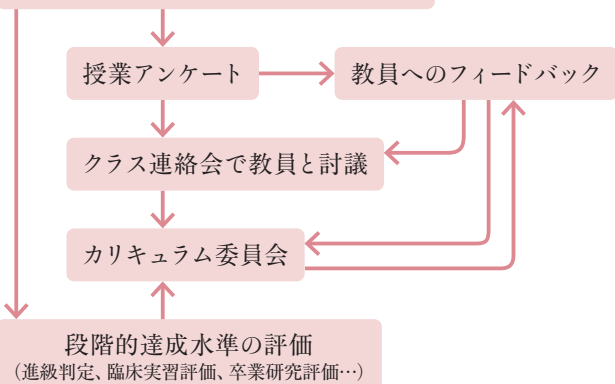 授業アンケート
教員へのフィードバック
クラス連絡会で教員と討議
カリキュラム委員会
段階的達成水準の評価
（進級判定、臨床実習評価、卒業研究評価…）